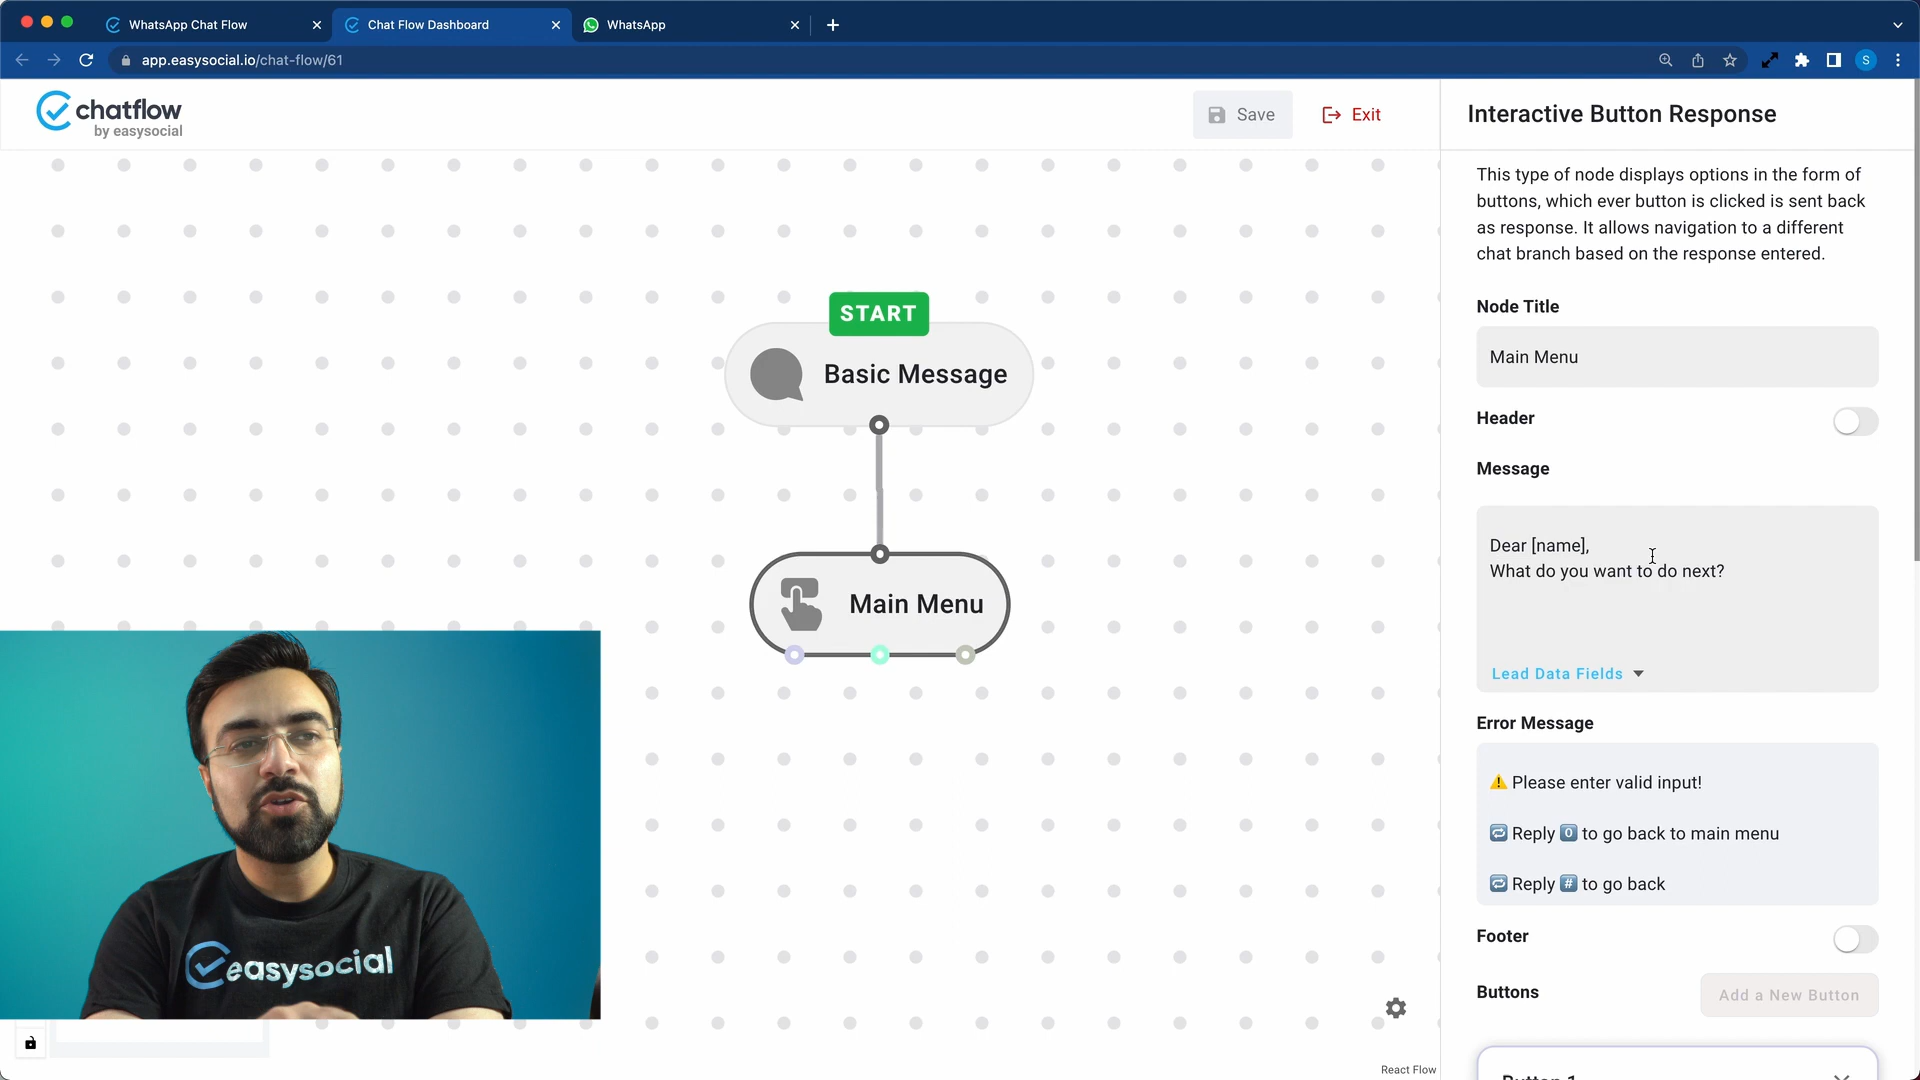 WhatsApp Chat Flow
Chat Flow Dashboard
WhatsApp
app.easysocial.io/chat-flow/61
S
chatflow
by easysocial
Save
Exit
Interactive Button Response
This type of node displays options in the form of
buttons, which ever button is clicked is sent back
as response. It allows navigation to a different
chat branch based on the response entered.
Node Title
Main Menu
Header
Message
Dear [name],
What do you want to do next?
Lead Data Fields
Error Message
⚠️ Please enter valid input!
🔁 Reply 0️⃣ to go back to main menu
🔁 Reply #️⃣ to go back
Footer
Buttons
Add a New Button
Button 1
START
Basic Message
Main Menu
easysocial
React Flow